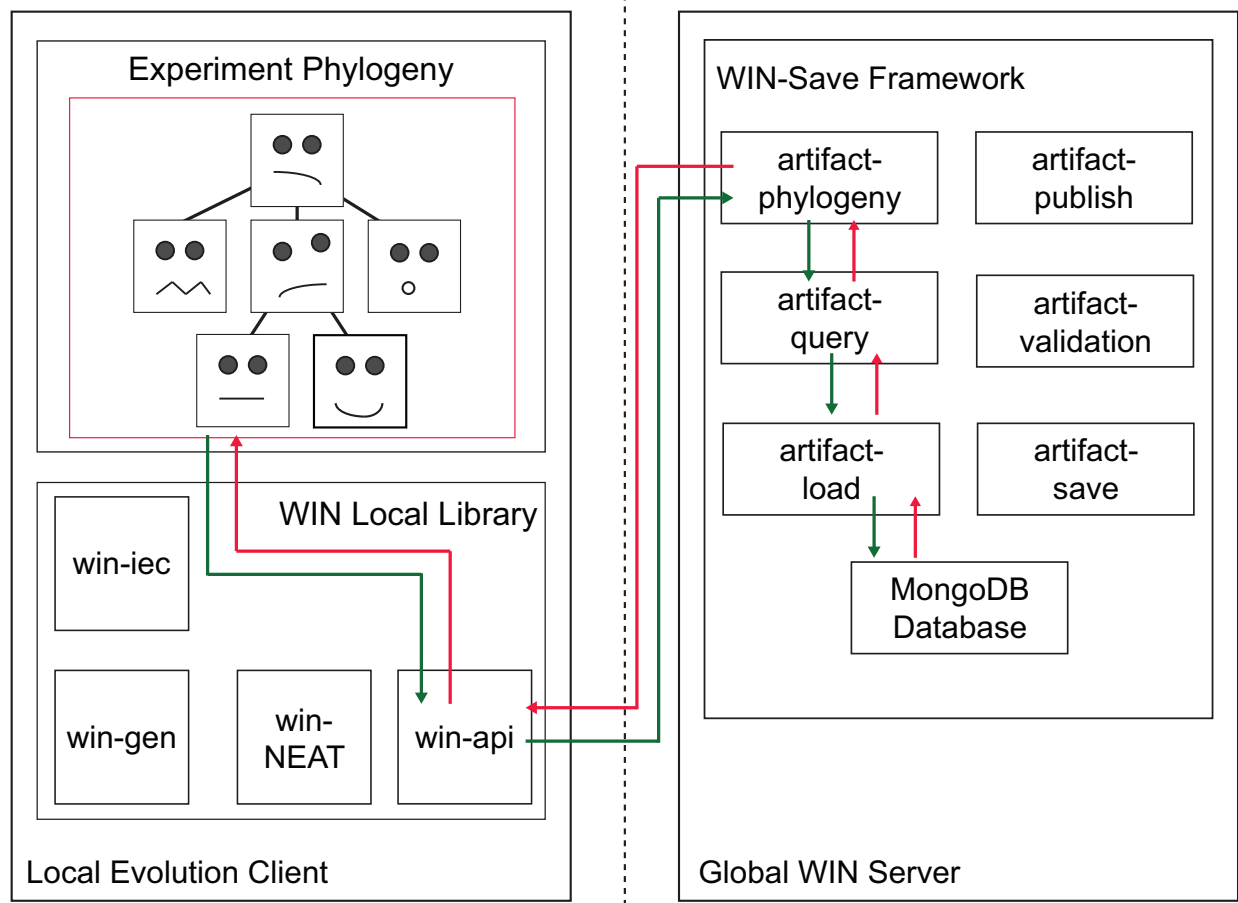 Experiment Phylogeny
WIN Local Library
win-iec
win-gen
win-
NEAT
win-api
Local Evolution Client
WIN-Save Framework
artifact-
phylogeny
artifact-
publish
artifact-
query
artifact-
validation
artifact-
load
artifact-
save
MongoDB
Database
Global WIN Server